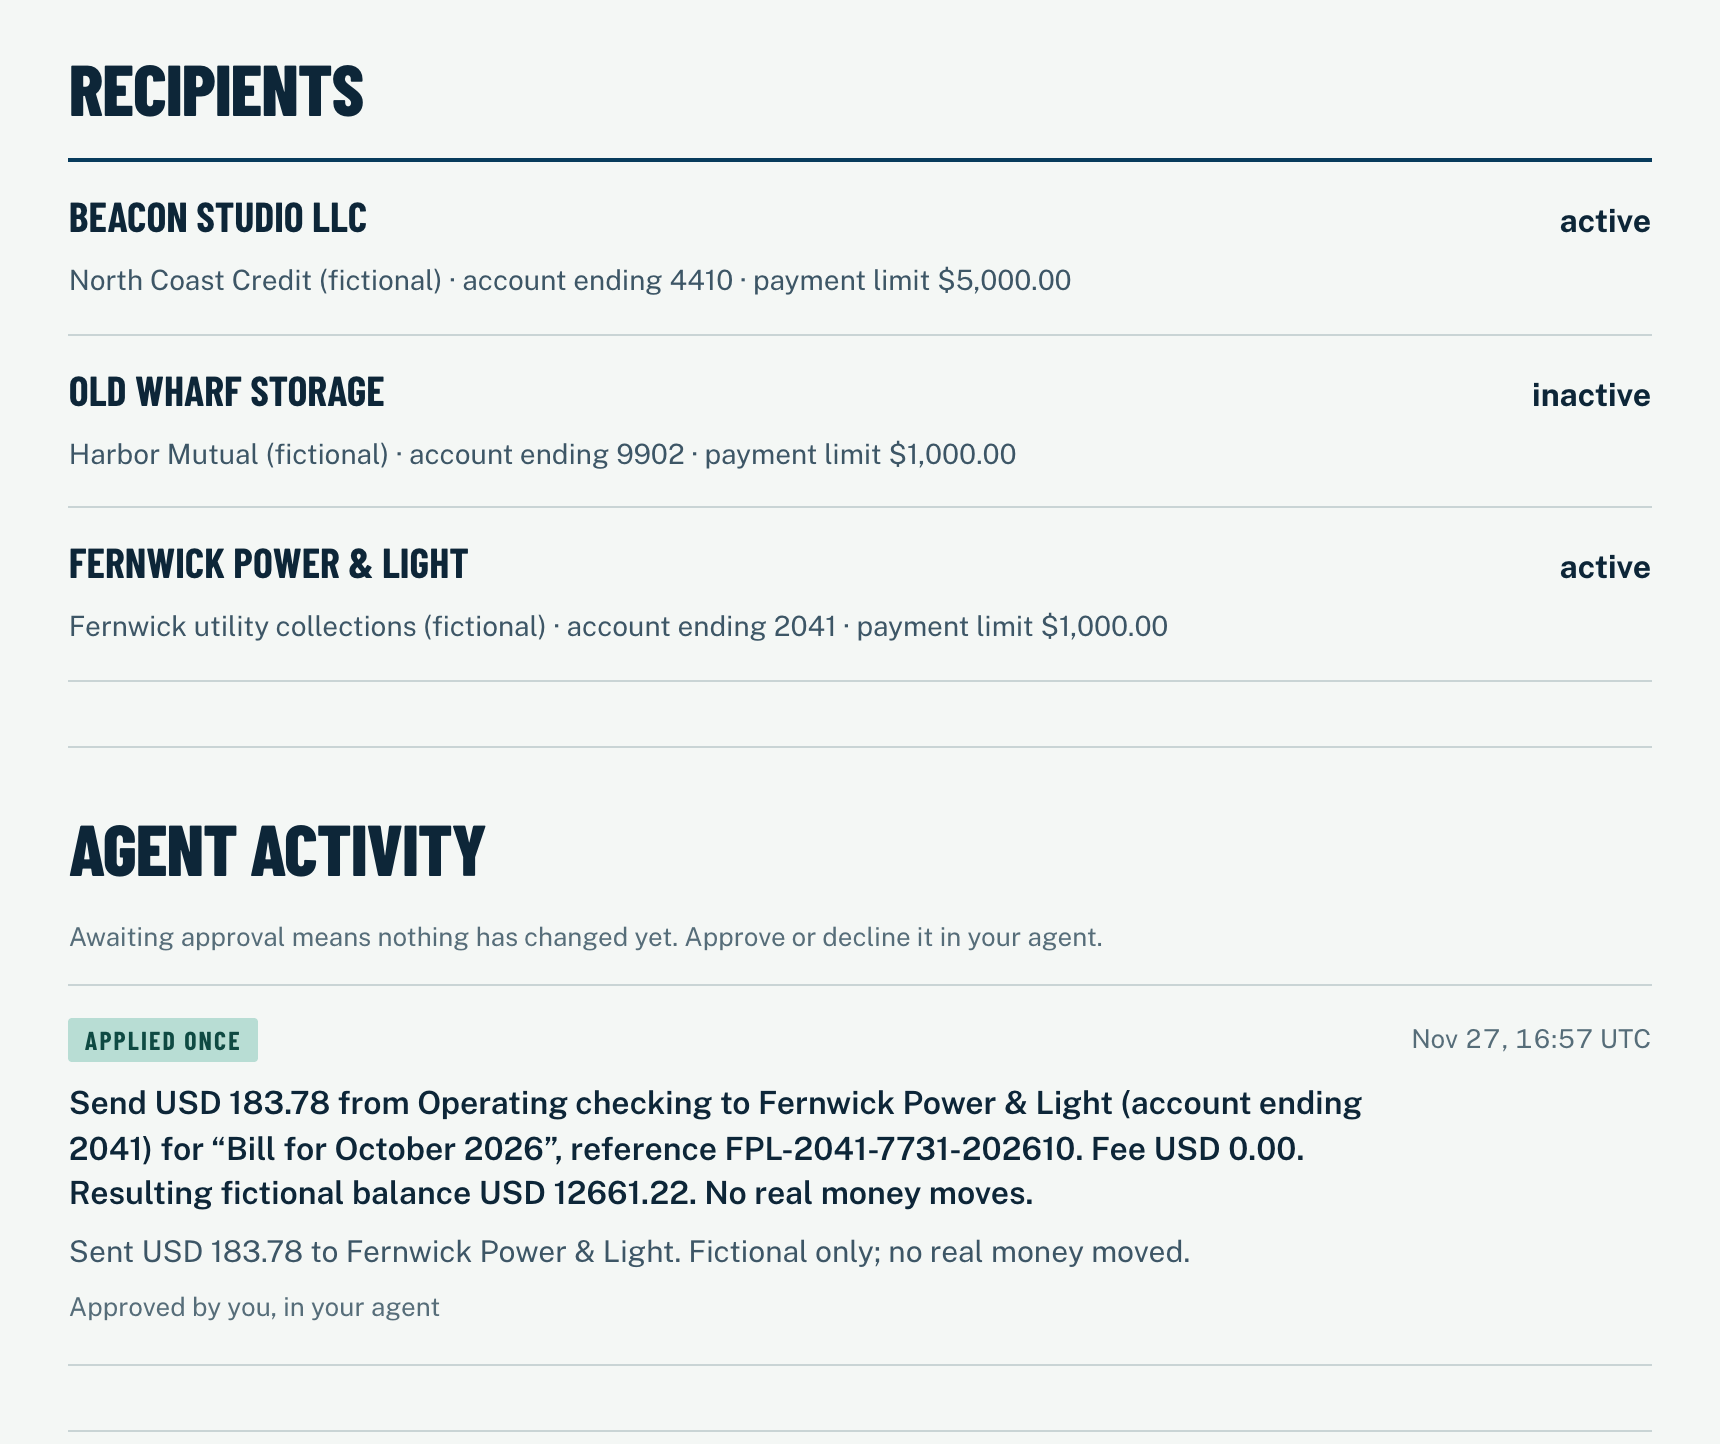 RECIPIENTS
BEACON STUDIO LLC
active
North Coast Credit (fictional) · account ending 4410 · payment limit $5,000.00
OLD WHARF STORAGE
inactive
Harbor Mutual (fictional) · account ending 9902 · payment limit $1,000.00
FERNWICK POWER & LIGHT
active
Fernwick utility collections (fictional) · account ending 2041 · payment limit $1,000.00
AGENT ACTIVITY
Awaiting approval means nothing has changed yet. Approve or decline it in your agent.
APPLIED ONCE
Nov 27, 16:57 UTC
Send USD 183.78 from Operating checking to Fernwick Power & Light (account ending
2041) for “Bill for October 2026”, reference FPL-2041-7731-202610. Fee USD 0.00.
Resulting fictional balance USD 12661.22. No real money moves.
Sent USD 183.78 to Fernwick Power & Light. Fictional only; no real money moved.
Approved by you, in your agent